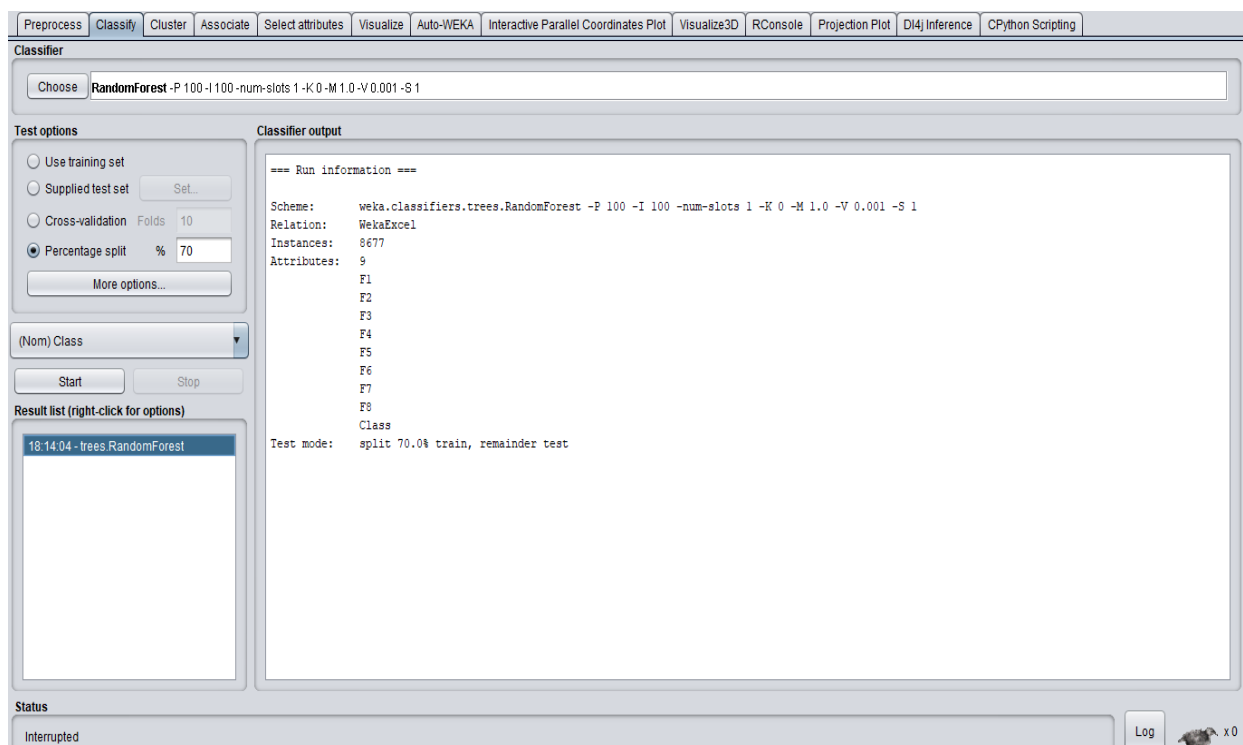 Preprocess Classify Cluster Associate Select attributes Visualize Auto-WEKA Interactive Parallel Coordinates Plot Visualize3D RConsole Projection Plot Dl4j Inference CPython Scripting
Classifier
Choose RandomForest -P 100 -I 100 -num-slots 1 -K 0 -M 1.0 -V 0.001 -S 1
Test options
Use training set
Supplied test set Set...
Cross-validation Folds 10
Percentage split % 70
More options...
(Nom) Class
Start Stop
Result list (right-click for options)
18:14:04 - trees.RandomForest
Classifier output
=== Run information ===
Scheme: weka.classifiers.trees.RandomForest -P 100 -I 100 -num-slots 1 -K 0 -M 1.0 -V 0.001 -S 1
Relation: WekaExcel
Instances: 8677
Attributes: 9
F1
F2
F3
F4
F5
F6
F7
F8
Class
Test mode: split 70.0% train, remainder test
Status
Interrupted
Log x 0